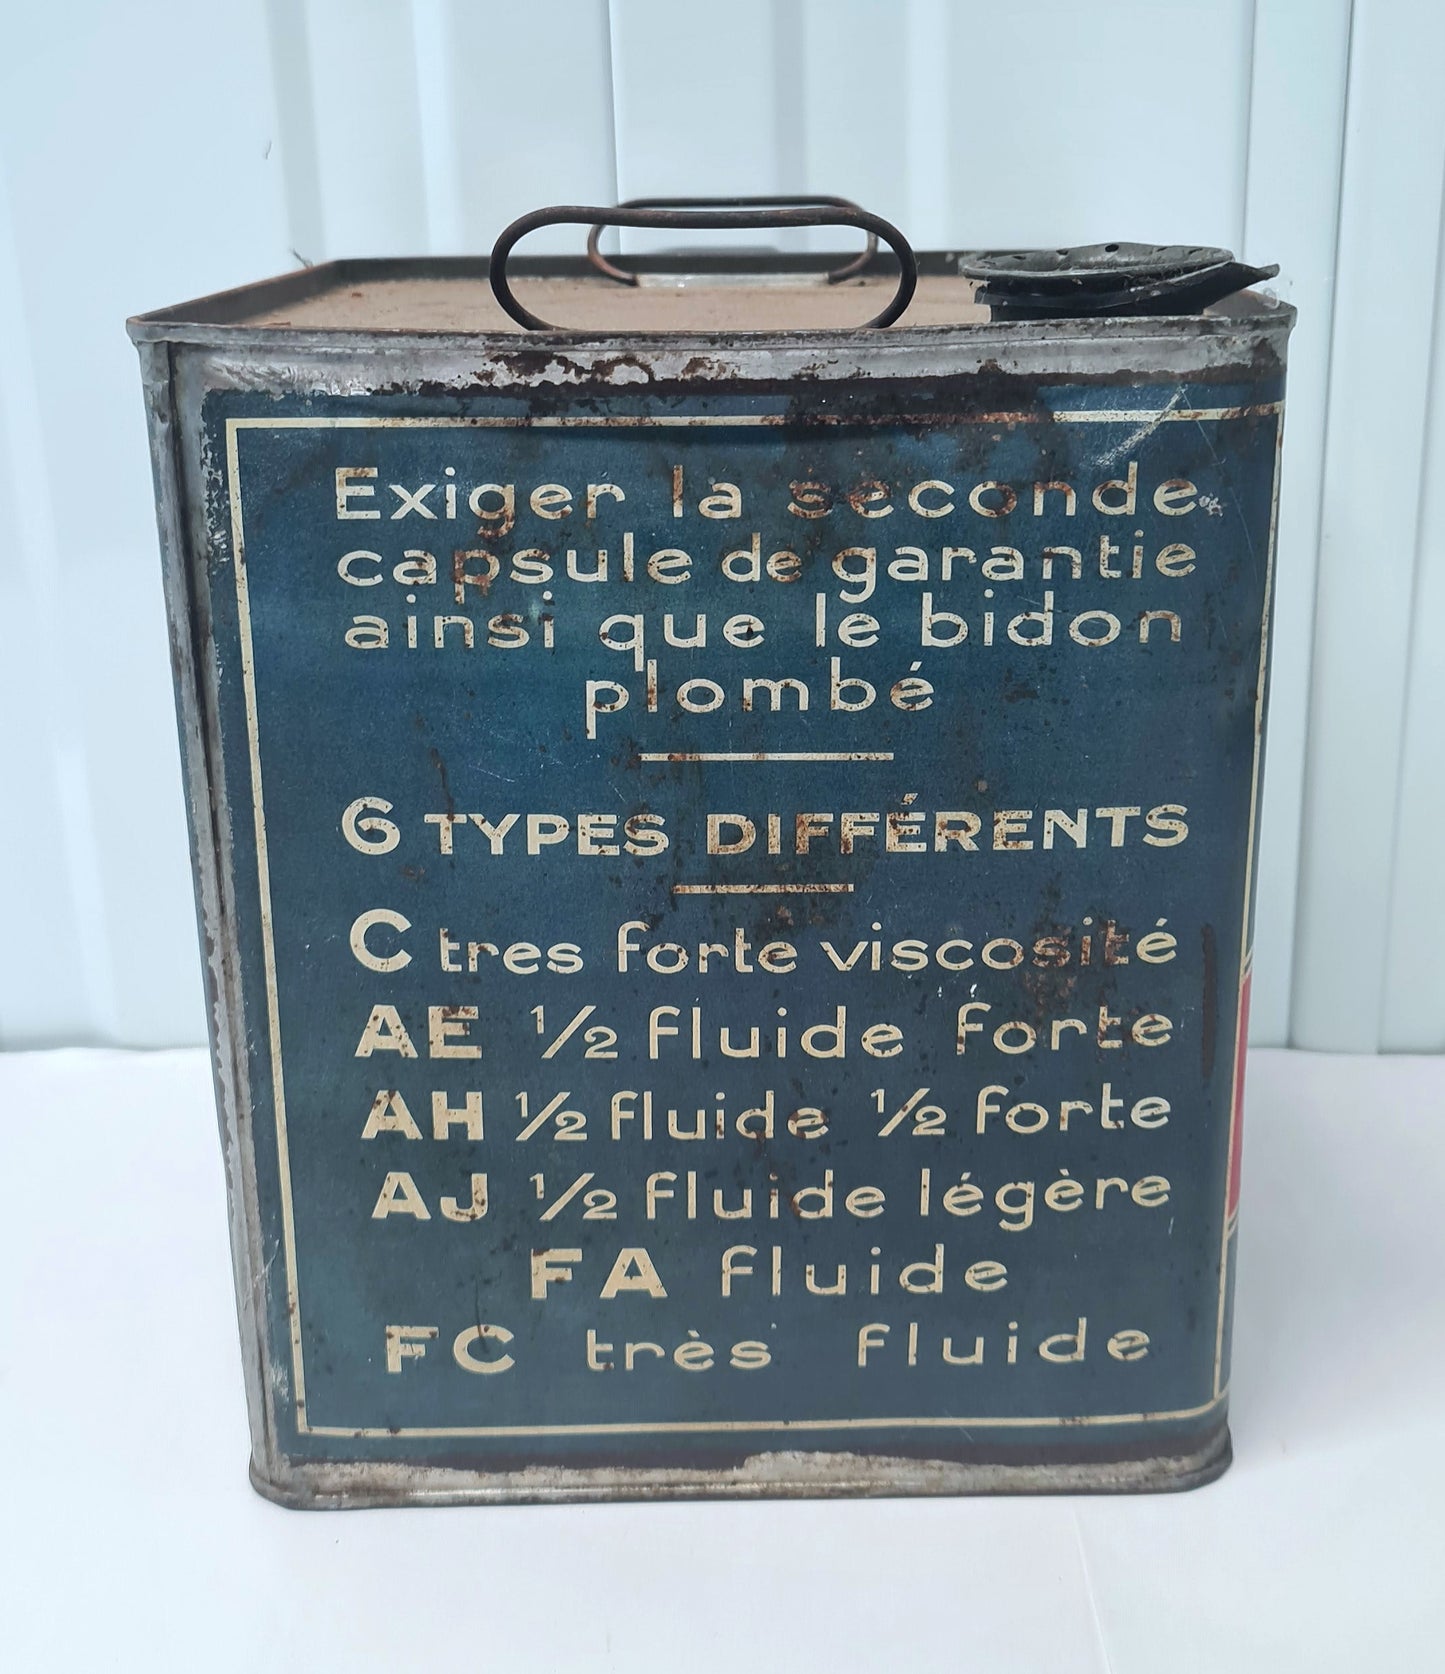 Exiger la seconde
capsule de garantie
ainsi que le bidon
plombé
6 TYPES DIFFÉRENTS
C tres forte viscosité
AE 1/2 fluide forte
AH 1/2 fluide 1/2 forte
AJ 1/2 fluide légère
FA fluide
FC très fluide